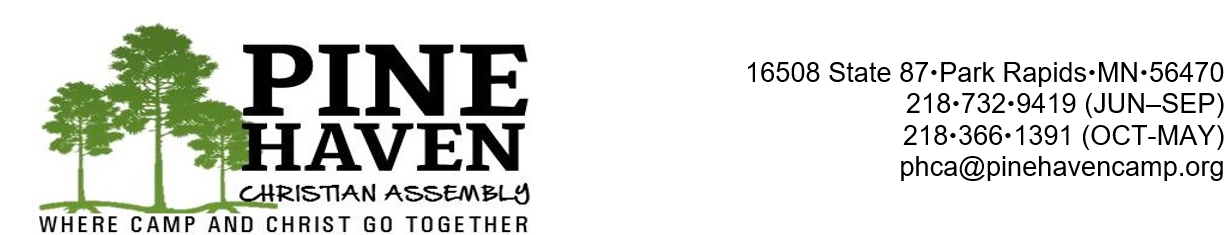 PINE
HAVEN
CHRISTIAN ASSEMBLY
WHERE CAMP AND CHRIST GO TOGETHER
16508 State 87•Park Rapids•MN•56470
218•732•9419 (JUN–SEP)
218•366•1391 (OCT-MAY)
phca@pinehavencamp.org